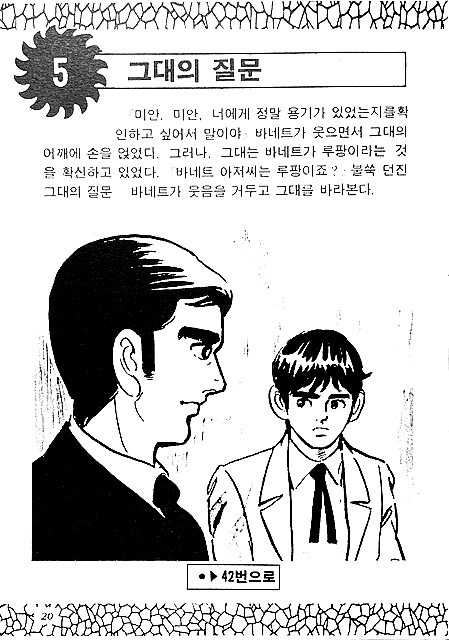 5
그대의 질문
「미안, 미안, 너에게 정말 용기가 있었는지를확
인하고 싶어서 말이야」 바네트가 웃으면서 그대의
어깨에 손을 얹었다. 그러나, 그대는 바네트가 루팡이라는 것
을 확신하고 있었다. 「바네트 아저씨는 루팡이죠?」 불쑥 던진
그대의 질문 바네트가 웃음을 거두고 그대를 바라본다.
●▶42번으로
20